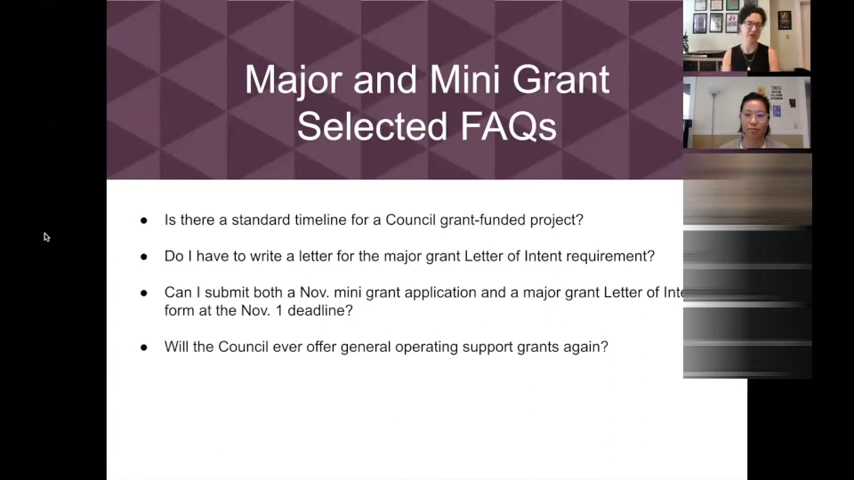 Major and Mini Grant
Selected FAQs
● Is there a standard timeline for a Council grant-funded project?
● Do I have to write a letter for the major grant Letter of Intent requirement?
● Can I submit both a Nov. mini grant application and a major grant Letter of Inte
form at the Nov. 1 deadline?
● Will the Council ever offer general operating support grants again?